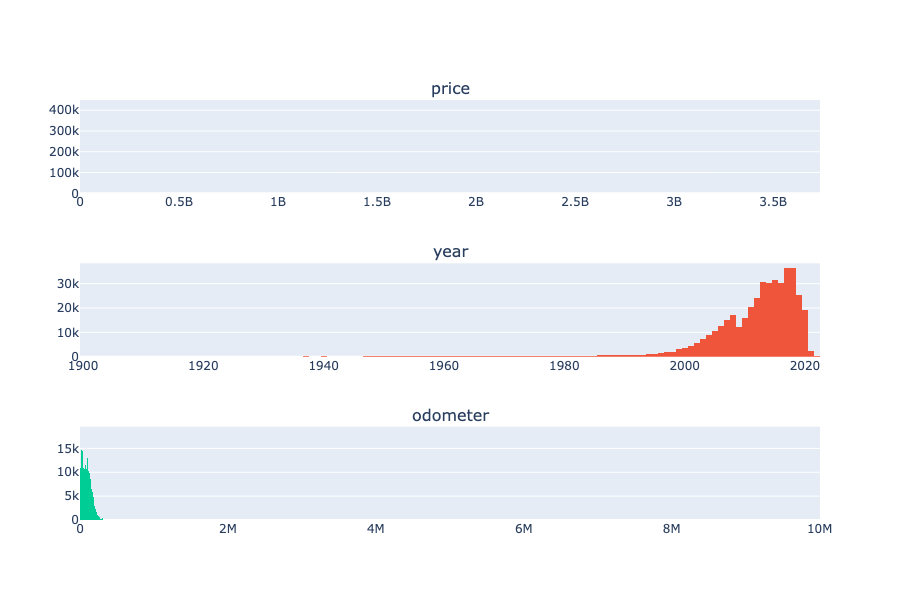 price
400k
300k
200k
100k
0
0 0.5B 1B 1.5B 2B 2.5B 3B 3.5B
year
30k
20k
10k
0
1900 1920 1940 1960 1980 2000 2020
odometer
15k
10k
5k
0
0 2M 4M 6M 8M 10M